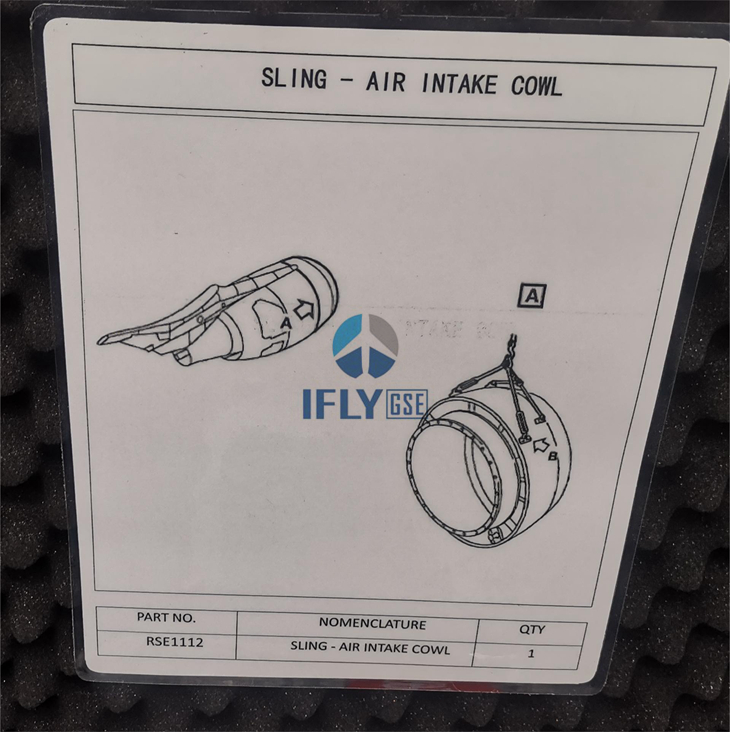 SLING - AIR INTAKE COWL
A
A
B
IFLY GSE
PART NO.
NOMENCLATURE
QTY
RSE1112
SLING - AIR INTAKE COWL
1